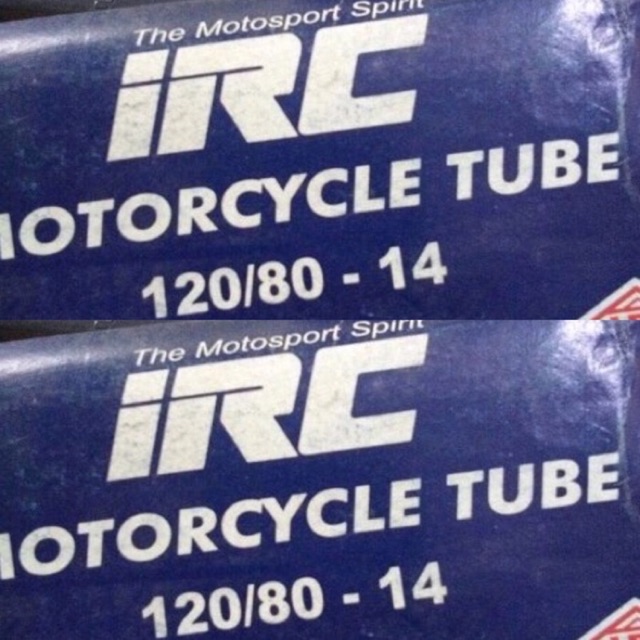 The Motosport Spirit
iRC
MOTORCYCLE TUBE
120/80 - 14
The Motosport Spirit
iRC
MOTORCYCLE TUBE
120/80 - 14